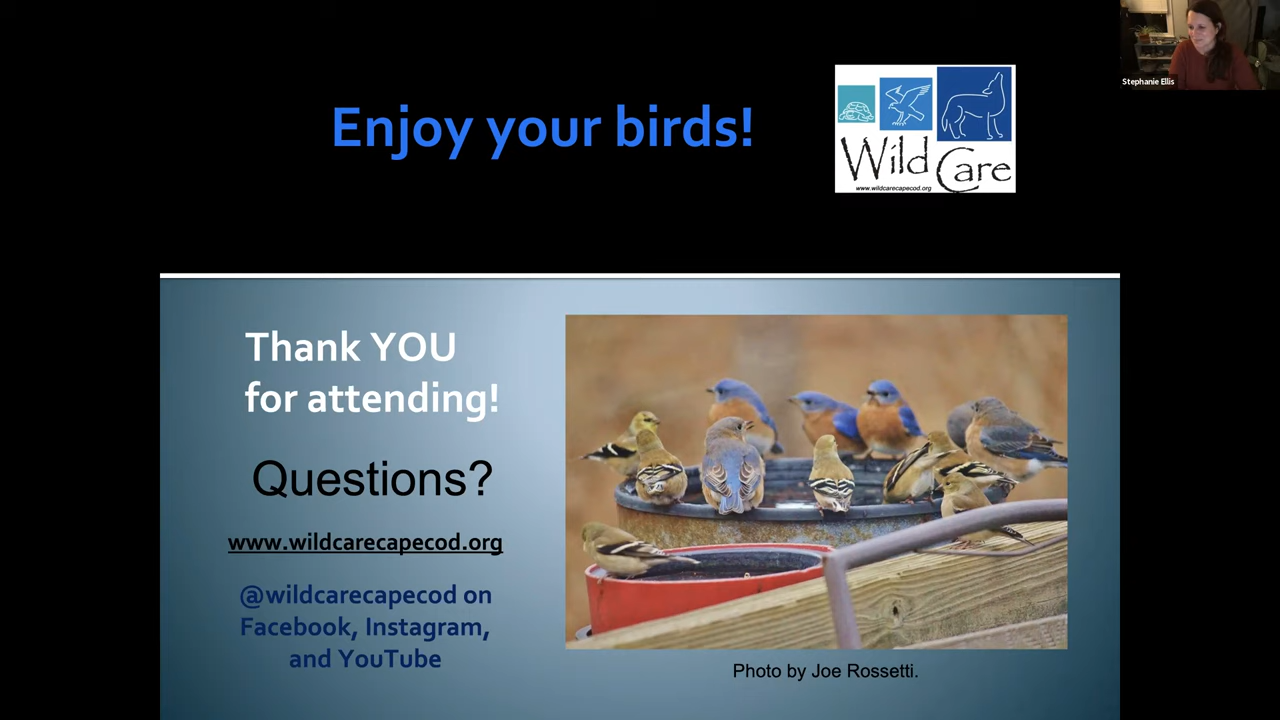 Stephanie Ellis
Enjoy your birds!
Wild Care
www.wildcarecapecod.org
Thank YOU
for attending!
Questions?
www.wildcarecapecod.org
@wildcarecapecod on
Facebook, Instagram,
and YouTube
Photo by Joe Rossetti.